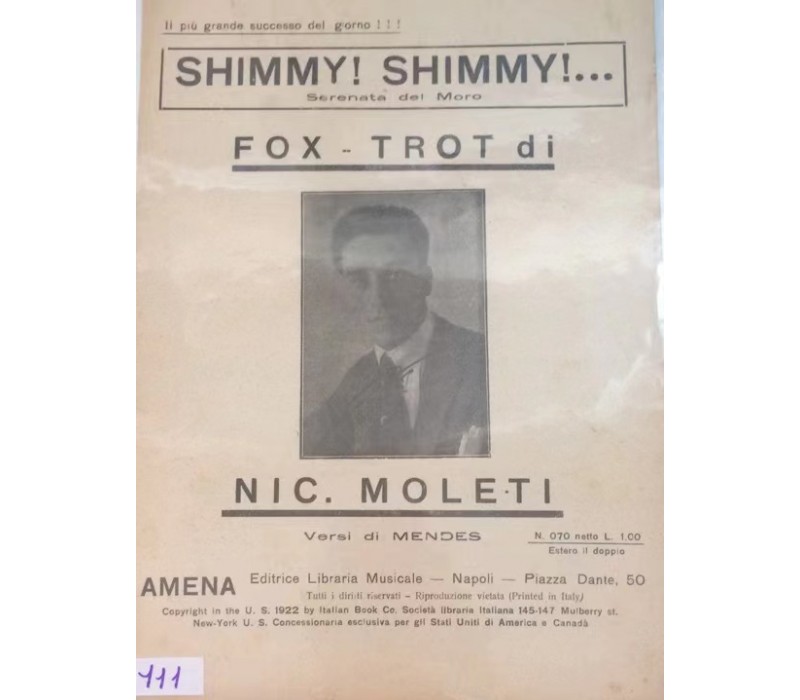 Il più grande successo del giorno ! ! !
SHIMMY! SHIMMY!...
Serenata del Moro
FOX - TROT di
NIC. MOLETI
Versi di MENDES
N. 070 netto L. 1,00
Estero il doppio
AMENA Editrice Libraria Musicale — Napoli — Piazza Dante, 50
Tutti i diritti riservati - Riproduzione vietata (Printed in Italy)
Copyright in the U. S. 1922 by Italian Book Co. Società libraria Italiana 145-147 Mulberry st.
New-York U. S. Concessionaria esclusiva per gli Stati Uniti di America e Canadà
111